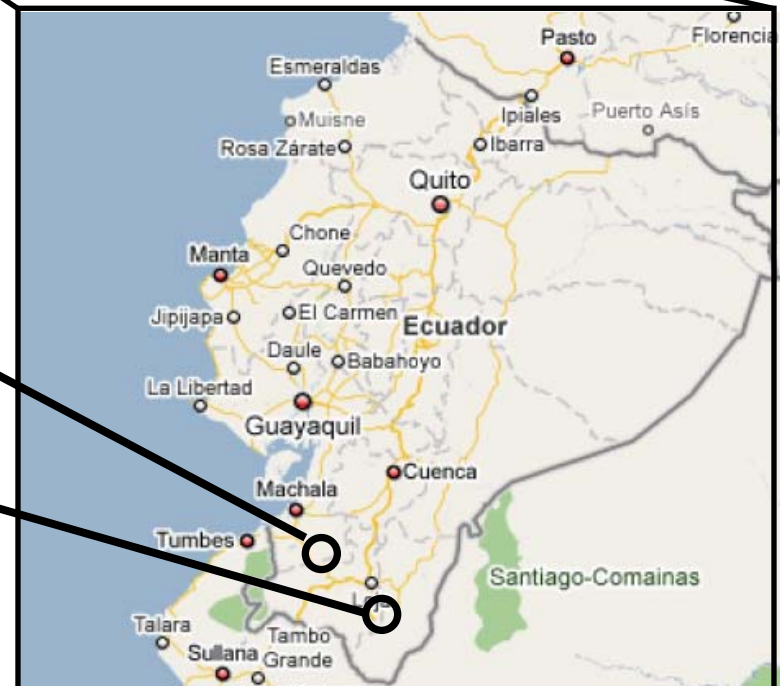 Pasto
Florencia
Esmeraldas
Ipiales
Puerto Asís
Muisne
Rosa Zárate
Ibarra
Quito
Chone
Manta
Quevedo
Jipijapa
El Carmen
Ecuador
Daule
Babahoyo
La Libertad
Guayaquil
Cuenca
Machala
Tumbes
Santiago-Comainas
Loja
Talara
Tambo
Grande
Sullana